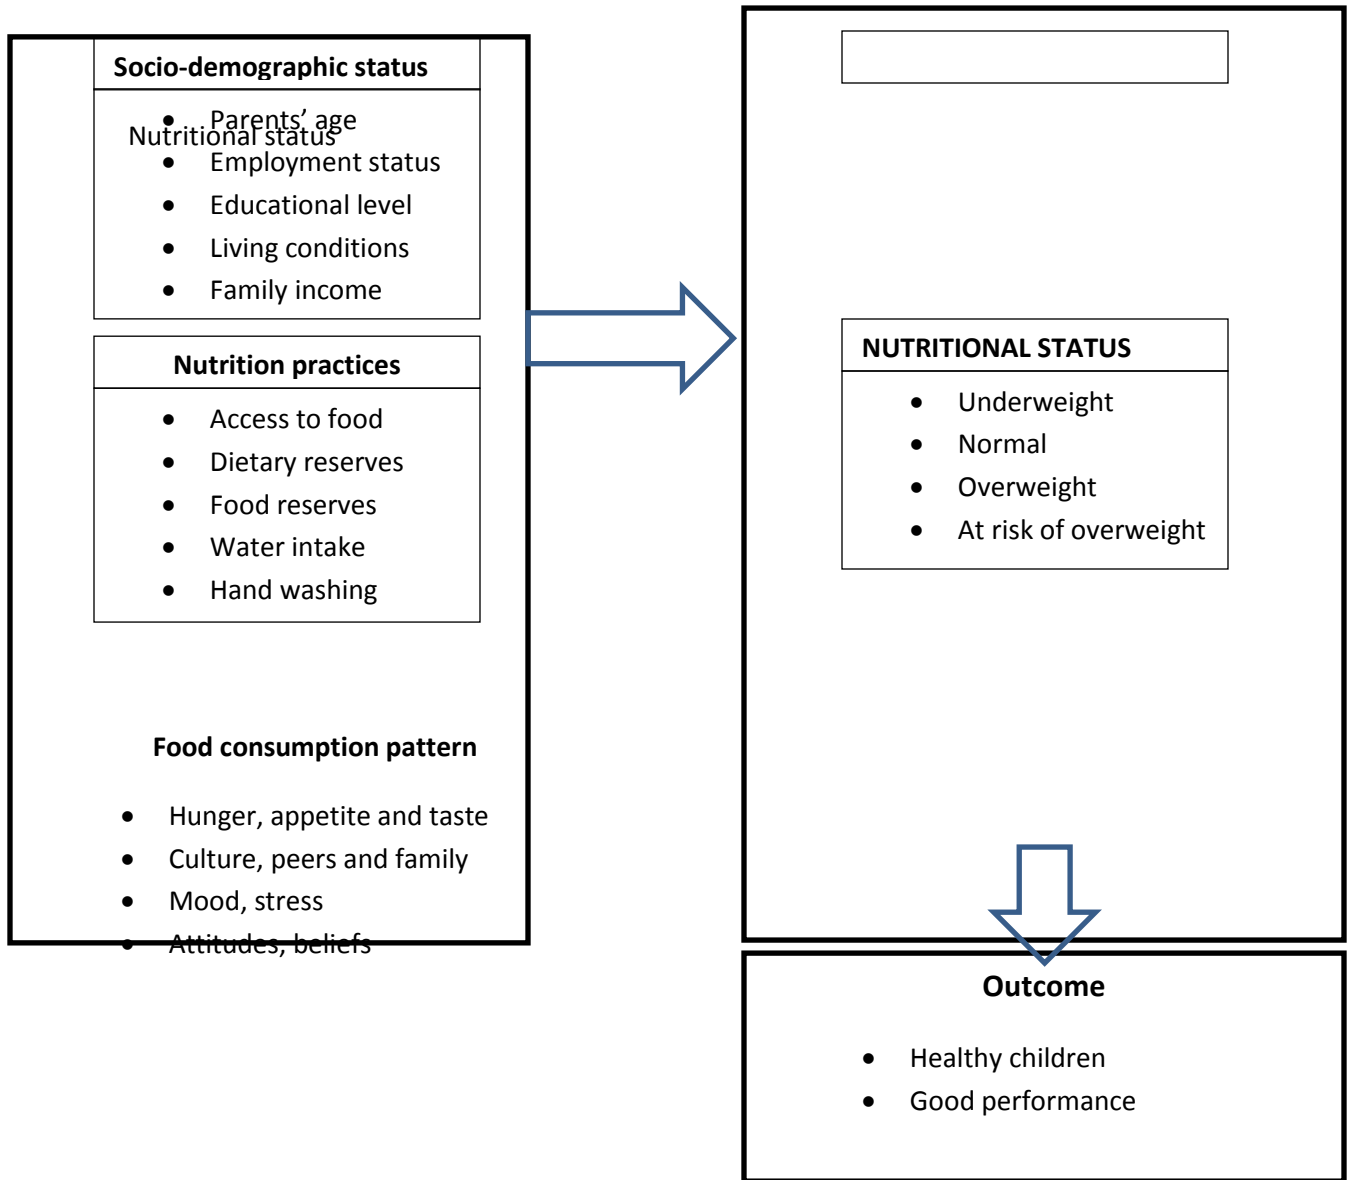 Socio-demographic status
• Parents’ age
Nutritional status
• Employment status
• Educational level
• Living conditions
• Family income
Nutrition practices
• Access to food
• Dietary reserves
• Food reserves
• Water intake
• Hand washing
Food consumption pattern
• Hunger, appetite and taste
• Culture, peers and family
• Mood, stress
• Attitudes, beliefs
NUTRITIONAL STATUS
• Underweight
• Normal
• Overweight
• At risk of overweight
Outcome
• Healthy children
• Good performance